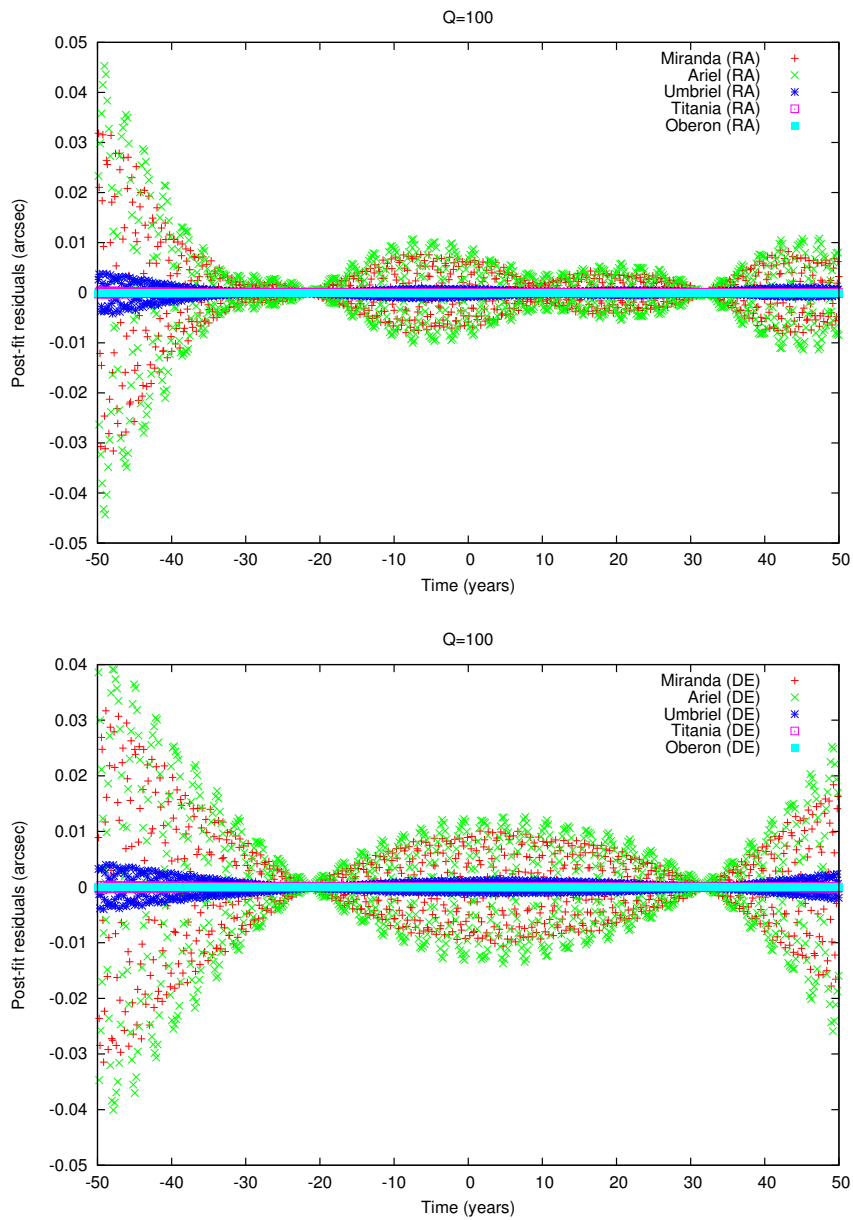 Q=100
0.05
0.04
0.03
0.02
0.01
0
-0.01
-0.02
-0.03
-0.04
-0.05
Post-fit residuals (arcsec)
Miranda (RA)
Ariel (RA)
Umbriel (RA)
Titania (RA)
Oberon (RA)
-50 -40 -30 -20 -10 0 10 20 30 40 50
Time (years)
Q=100
0.04
0.03
0.02
0.01
0
-0.01
-0.02
-0.03
-0.04
-0.05
Post-fit residuals (arcsec)
Miranda (DE)
Ariel (DE)
Umbriel (DE)
Titania (DE)
Oberon (DE)
-50 -40 -30 -20 -10 0 10 20 30 40 50
Time (years)